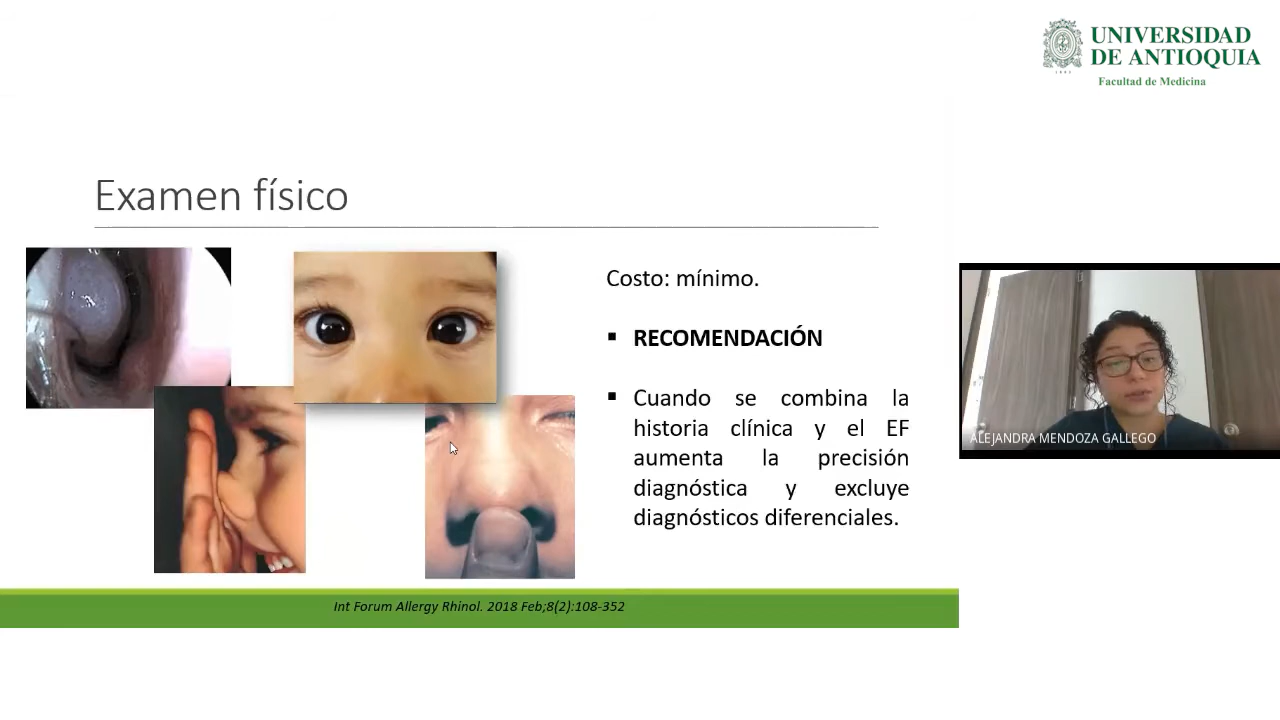 UNIVERSIDAD
DE ANTIOQUIA
1803
Facultad de Medicina
Examen físico
Costo: mínimo.
▪ RECOMENDACIÓN
▪ Cuando se combina la
historia clínica y el EF
aumenta la precisión
diagnóstica y excluye
diagnósticos diferenciales.
ALEJANDRA MENDOZA GALLEGO
Int Forum Allergy Rhinol. 2018 Feb;8(2):108-352